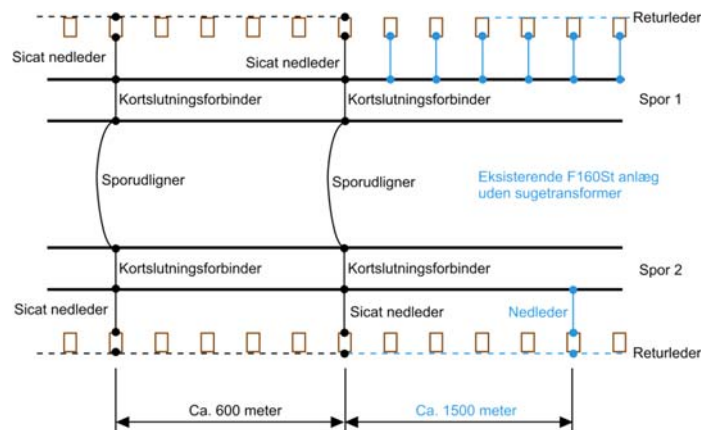 Returleder
Sicat nedleder
Sicat nedleder
Kortslutningsforbinder
Kortslutningsforbinder
Spor 1
Sporudligner
Sporudligner
Eksisterende F160St anlæg
uden sugetransformer
Kortslutningsforbinder
Kortslutningsforbinder
Spor 2
Sicat nedleder
Sicat nedleder
Nedleder
Returleder
Ca. 600 meter
Ca. 1500 meter